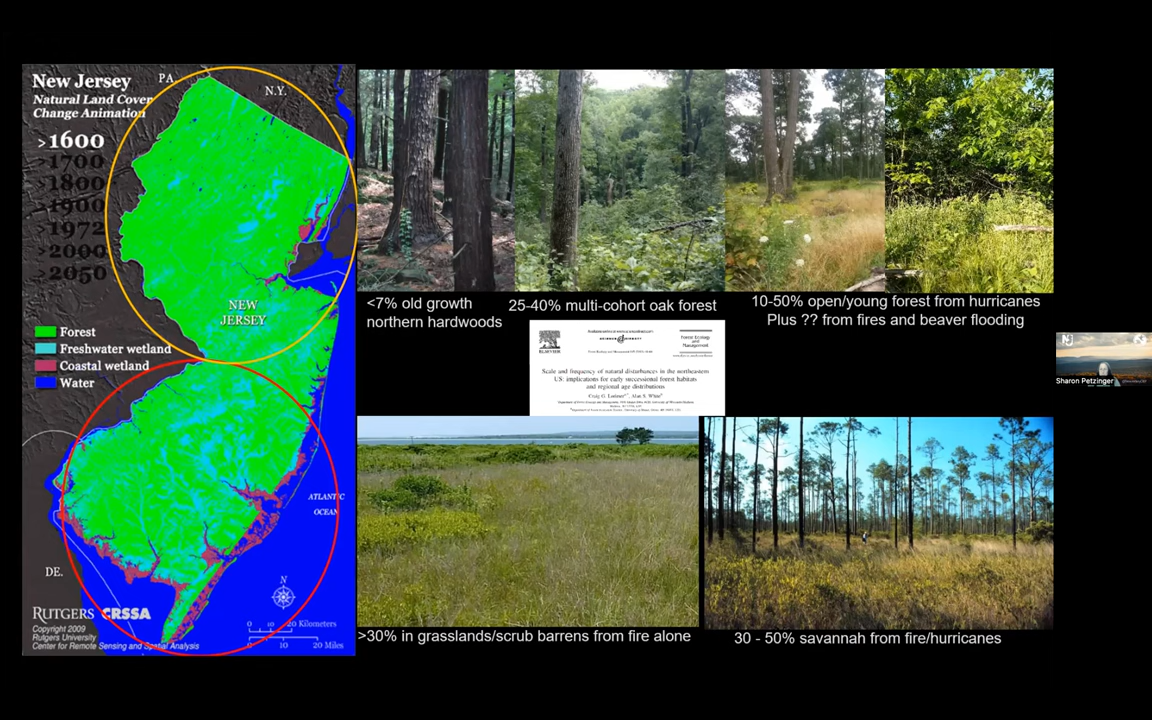 New Jersey
Natural Land Cover
Change Animation
>1600
>1700
>1800
>1900
>1972
>2000
>2050
PA.
N.Y.
NEW
JERSEY
Forest
Freshwater wetland
Coastal wetland
Water
ATLANTIC
OCEAN
DE.
N
0 10 20 Kilometers
0 10 20 Miles
RUTGERS CRSSA
Copyright 2009
Rutgers University
Center for Remote Sensing and Spatial Analysis
<7% old growth
northern hardwoods
25-40% multi-cohort oak forest
10-50% open/young forest from hurricanes
Plus ?? from fires and beaver flooding
ELSEVIER
Forest Ecology
and
Management
Scale and frequency of natural disturbances in the northeastern
US: implications for early successional forest habitats
and regional age distributions
Craig G. Lorimer, Alan S. White
>30% in grasslands/scrub barrens from fire alone
30 - 50% savannah from fire/hurricanes
Sharon Petzinger